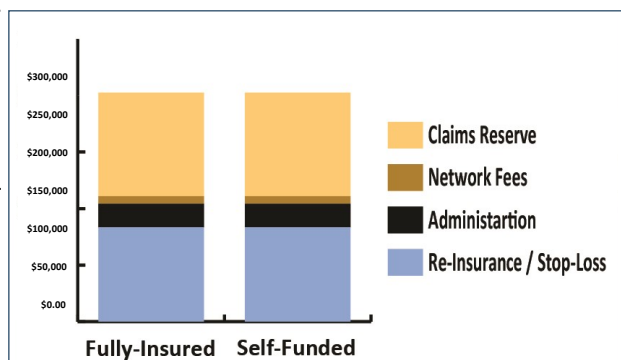 $300,000
$250,000
$200,000
$150,000
$100,000
$50,000
$0.00
Fully-Insured Self-Funded
Claims Reserve
Network Fees
Administartion
Re-Insurance / Stop-Loss